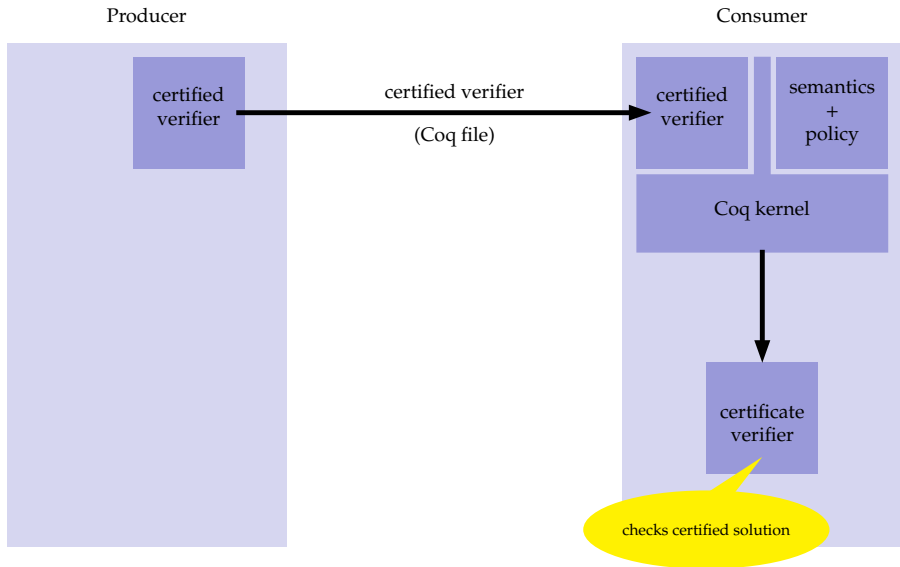 Producer
Consumer
certified
verifier
certified verifier
(Coq file)
certified
verifier
semantics
+
policy
Coq kernel
certificate
verifier
checks certified solution